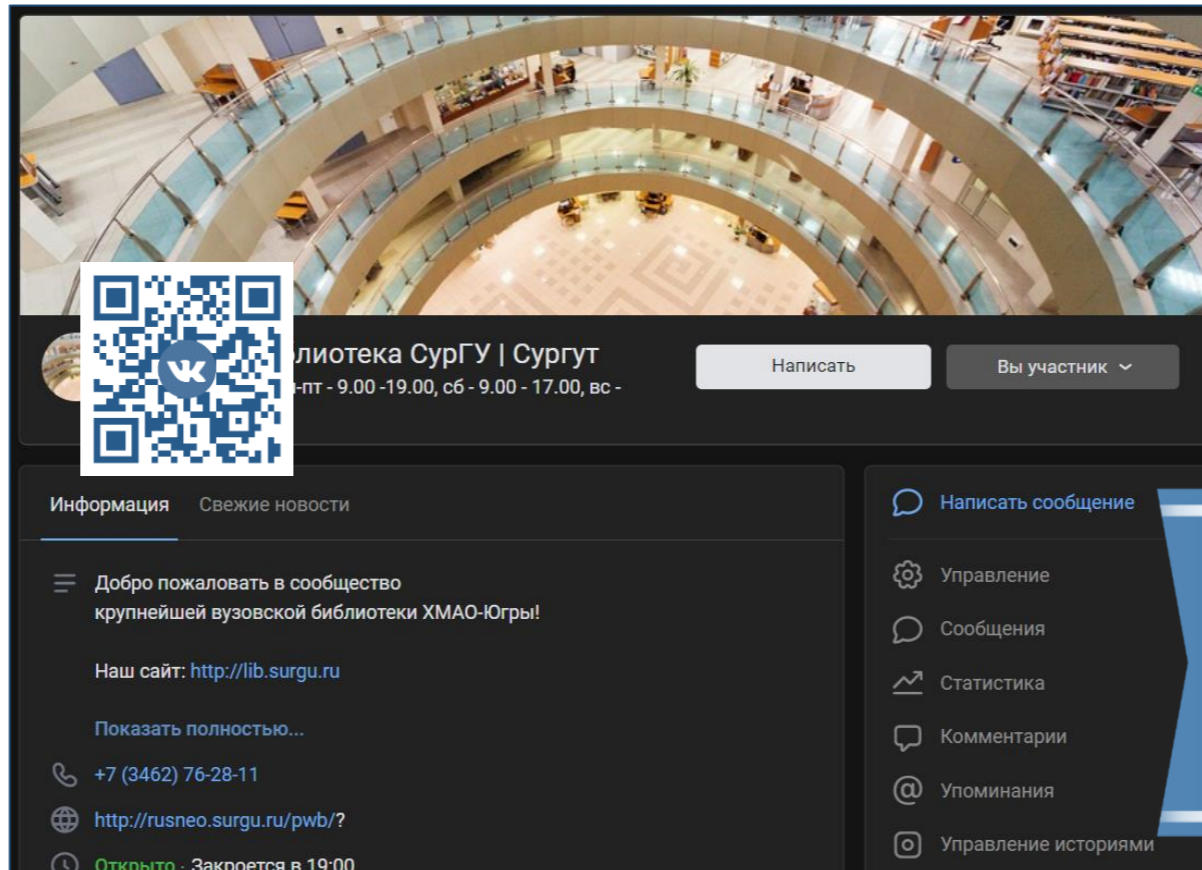 лиотека СурГУ | Сургут
-пт - 9.00 -19.00, сб - 9.00 - 17.00, вс -
Написать
Вы участник
Информация
Свежие новости
Добро пожаловать в сообщество
крупнейшей вузовской библиотеки ХМАО-Югры!
Наш сайт: http://lib.surgu.ru
Показать полностью...
+7 (3462) 76-28-11
http://rusneo.surgu.ru/pwb/?
Открыто · Закроется в 19:00
Написать сообщение
Управление
Сообщения
Статистика
Комментарии
Упоминания
Управление историями